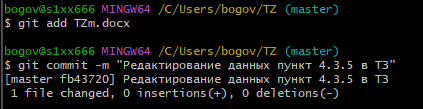 bogov@s1xx666 MINGW64 /C/Users/bogov/TZ (master)
$ git add TZm.docx
bogov@s1xx666 MINGW64 /C/Users/bogov/TZ (master)
$ git commit -m "Редактирование данных пункт 4.3.5 в ТЗ"
[master fb43720] Редактирование данных пункт 4.3.5 в ТЗ
1 file changed, 0 insertions(+), 0 deletions(-)